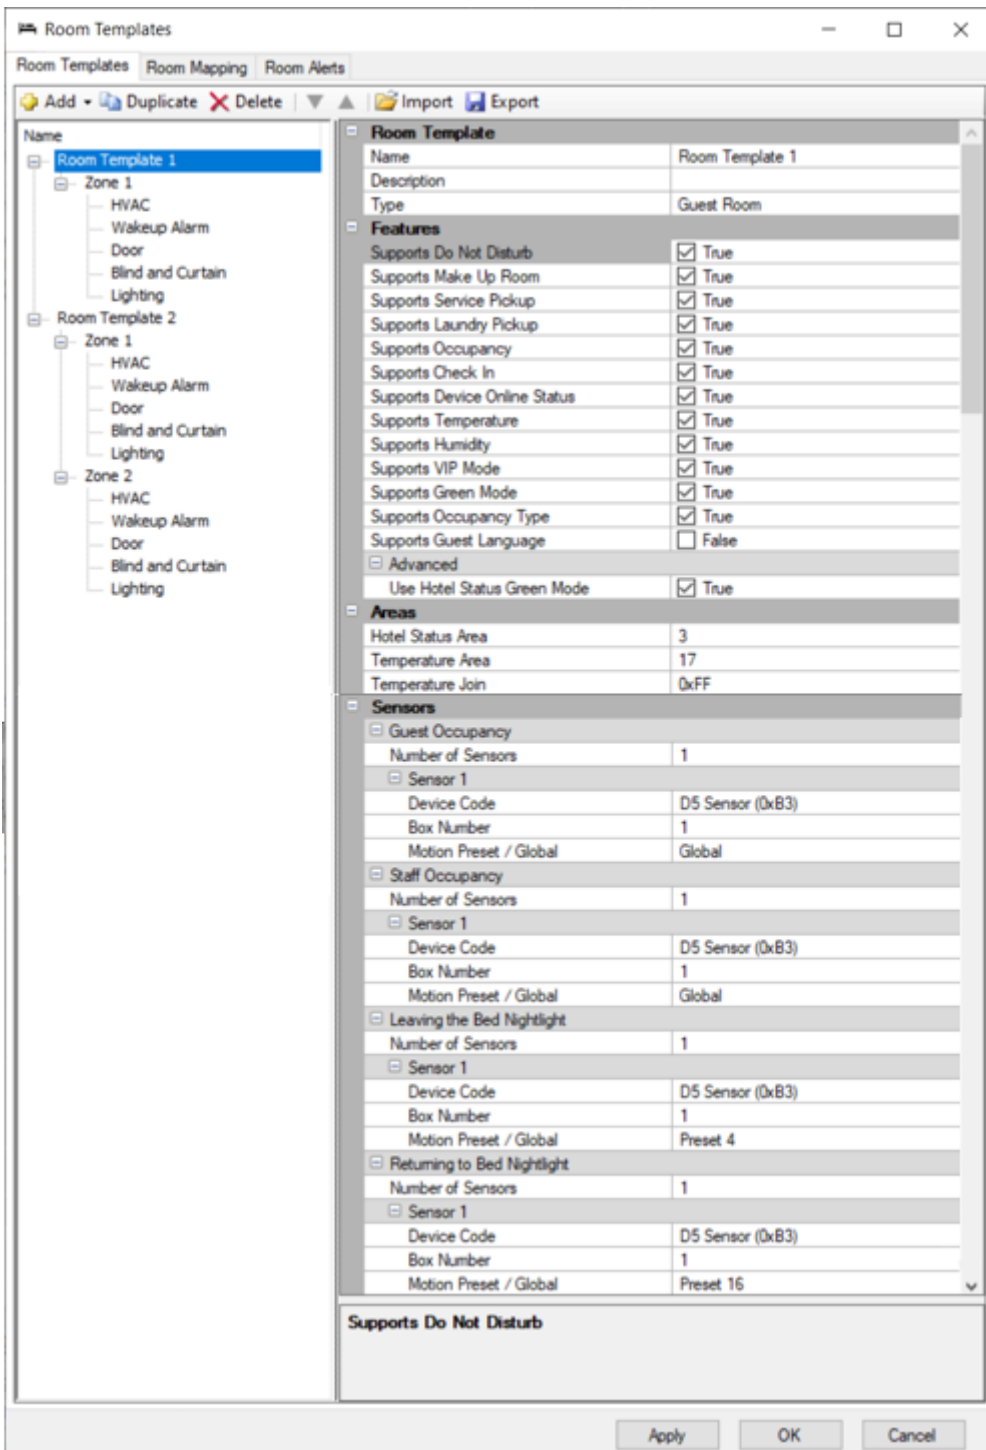 Room Templates
Room Templates Room Mapping Room Alerts
Add Duplicate Delete Import Export
Name
Room Template 1
Zone 1
HVAC
Wakeup Alarm
Door
Blind and Curtain
Lighting
Room Template 2
Zone 1
HVAC
Wakeup Alarm
Door
Blind and Curtain
Lighting
Zone 2
HVAC
Wakeup Alarm
Door
Blind and Curtain
Lighting
Room Template
Name Room Template 1
Description
Type Guest Room
Features
Supports Do Not Disturb True
Supports Make Up Room True
Supports Service Pickup True
Supports Laundry Pickup True
Supports Occupancy True
Supports Check In True
Supports Device Online Status True
Supports Temperature True
Supports Humidity True
Supports VIP Mode True
Supports Green Mode True
Supports Occupancy Type True
Supports Guest Language False
Advanced
Use Hotel Status Green Mode True
Areas
Hotel Status Area 3
Temperature Area 17
Temperature Join 0xFF
Sensors
Guest Occupancy
Number of Sensors 1
Sensor 1
Device Code D5 Sensor (0xB3)
Box Number 1
Motion Preset / Global Global
Staff Occupancy
Number of Sensors 1
Sensor 1
Device Code D5 Sensor (0xB3)
Box Number 1
Motion Preset / Global Global
Leaving the Bed Nightlight
Number of Sensors 1
Sensor 1
Device Code D5 Sensor (0xB3)
Box Number 1
Motion Preset / Global Preset 4
Returning to Bed Nightlight
Number of Sensors 1
Sensor 1
Device Code D5 Sensor (0xB3)
Box Number 1
Motion Preset / Global Preset 16
Supports Do Not Disturb
Apply OK Cancel